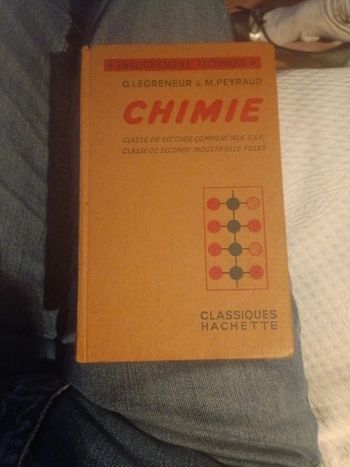 * ENSEIGNEMENT TECHNIQUE *
G. LEGRENEUR & M. PEYRAUD
CHIMIE
CLASSE DE SECONDE COMMERCIALE G. & F.
CLASSE DE SECONDE INDUSTRIELLE FILLES
CLASSIQUES
HACHETTE